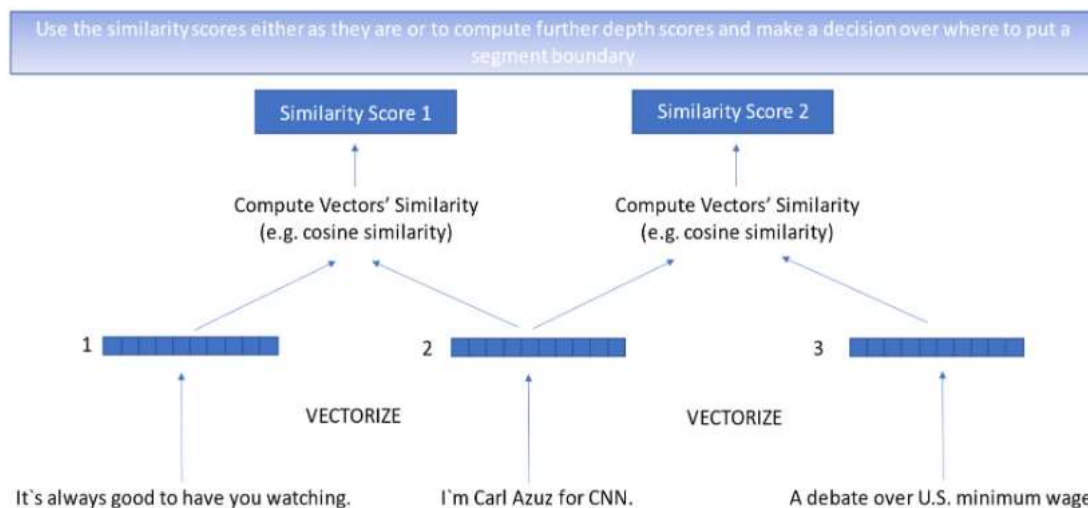 Use the similarity scores either as they are or to compute further depth scores and make a decision over where to put a
segment boundary
Similarity Score 1
Similarity Score 2
Compute Vectors’ Similarity
(e.g. cosine similarity)
Compute Vectors’ Similarity
(e.g. cosine similarity)
1
2
3
VECTORIZE
VECTORIZE
It`s always good to have you watching.
I`m Carl Azuz for CNN.
A debate over U.S. minimum wage